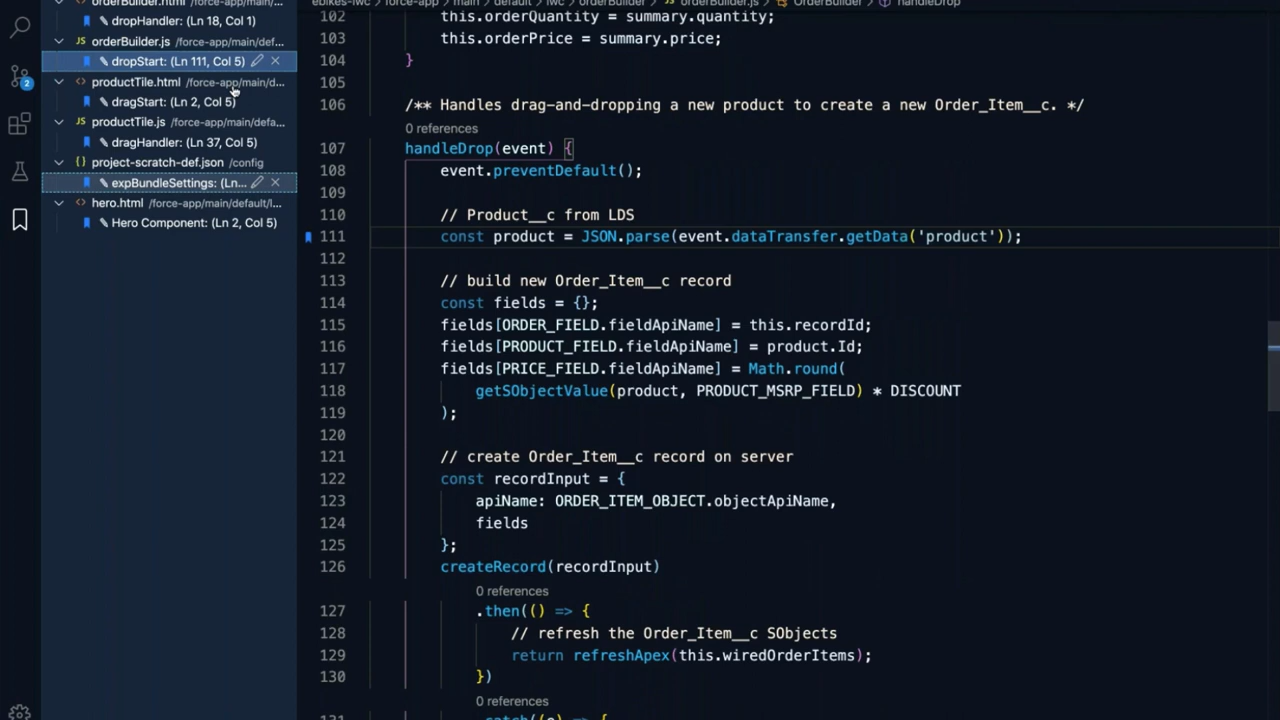 orderBuilder.html /force-app/main/...
dropHandler: (Ln 18, Col 1)
JS orderBuilder.js /force-app/main/def...
dropStart: (Ln 111, Col 5)
productTile.html /force-app/main/d...
dragStart: (Ln 2, Col 5)
JS productTile.js /force-app/main/defa...
dragHandler: (Ln 37, Col 5)
{} project-scratch-def.json /config
expBundleSettings: (Ln...
hero.html /force-app/main/default/l...
Hero Component: (Ln 2, Col 5)
2
ebikes-lwc > force-app > main > default > lwc > orderBuilder > JS orderBuilder.js > OrderBuilder > handleDrop
102 this.orderQuantity = summary.quantity;
103 this.orderPrice = summary.price;
104 }
105
106 /** Handles drag-and-dropping a new product to create a new Order_Item__c. */
0 references
107 handleDrop(event) {
108 event.preventDefault();
109
110 // Product__c from LDS
111 const product = JSON.parse(event.dataTransfer.getData('product'));
112
113 // build new Order_Item__c record
114 const fields = {};
115 fields[ORDER_FIELD.fieldApiName] = this.recordId;
116 fields[PRODUCT_FIELD.fieldApiName] = product.Id;
117 fields[PRICE_FIELD.fieldApiName] = Math.round(
118 getSObjectValue(product, PRODUCT_MSRP_FIELD) * DISCOUNT
119 );
120
121 // create Order_Item__c record on server
122 const recordInput = {
123 apiName: ORDER_ITEM_OBJECT.objectApiName,
124 fields
125 };
126 createRecord(recordInput)
0 references
127 .then(() => {
128 // refresh the Order_Item__c SObjects
129 return refreshApex(this.wiredOrderItems);
130 })
0 references
131 .catch((e) => {